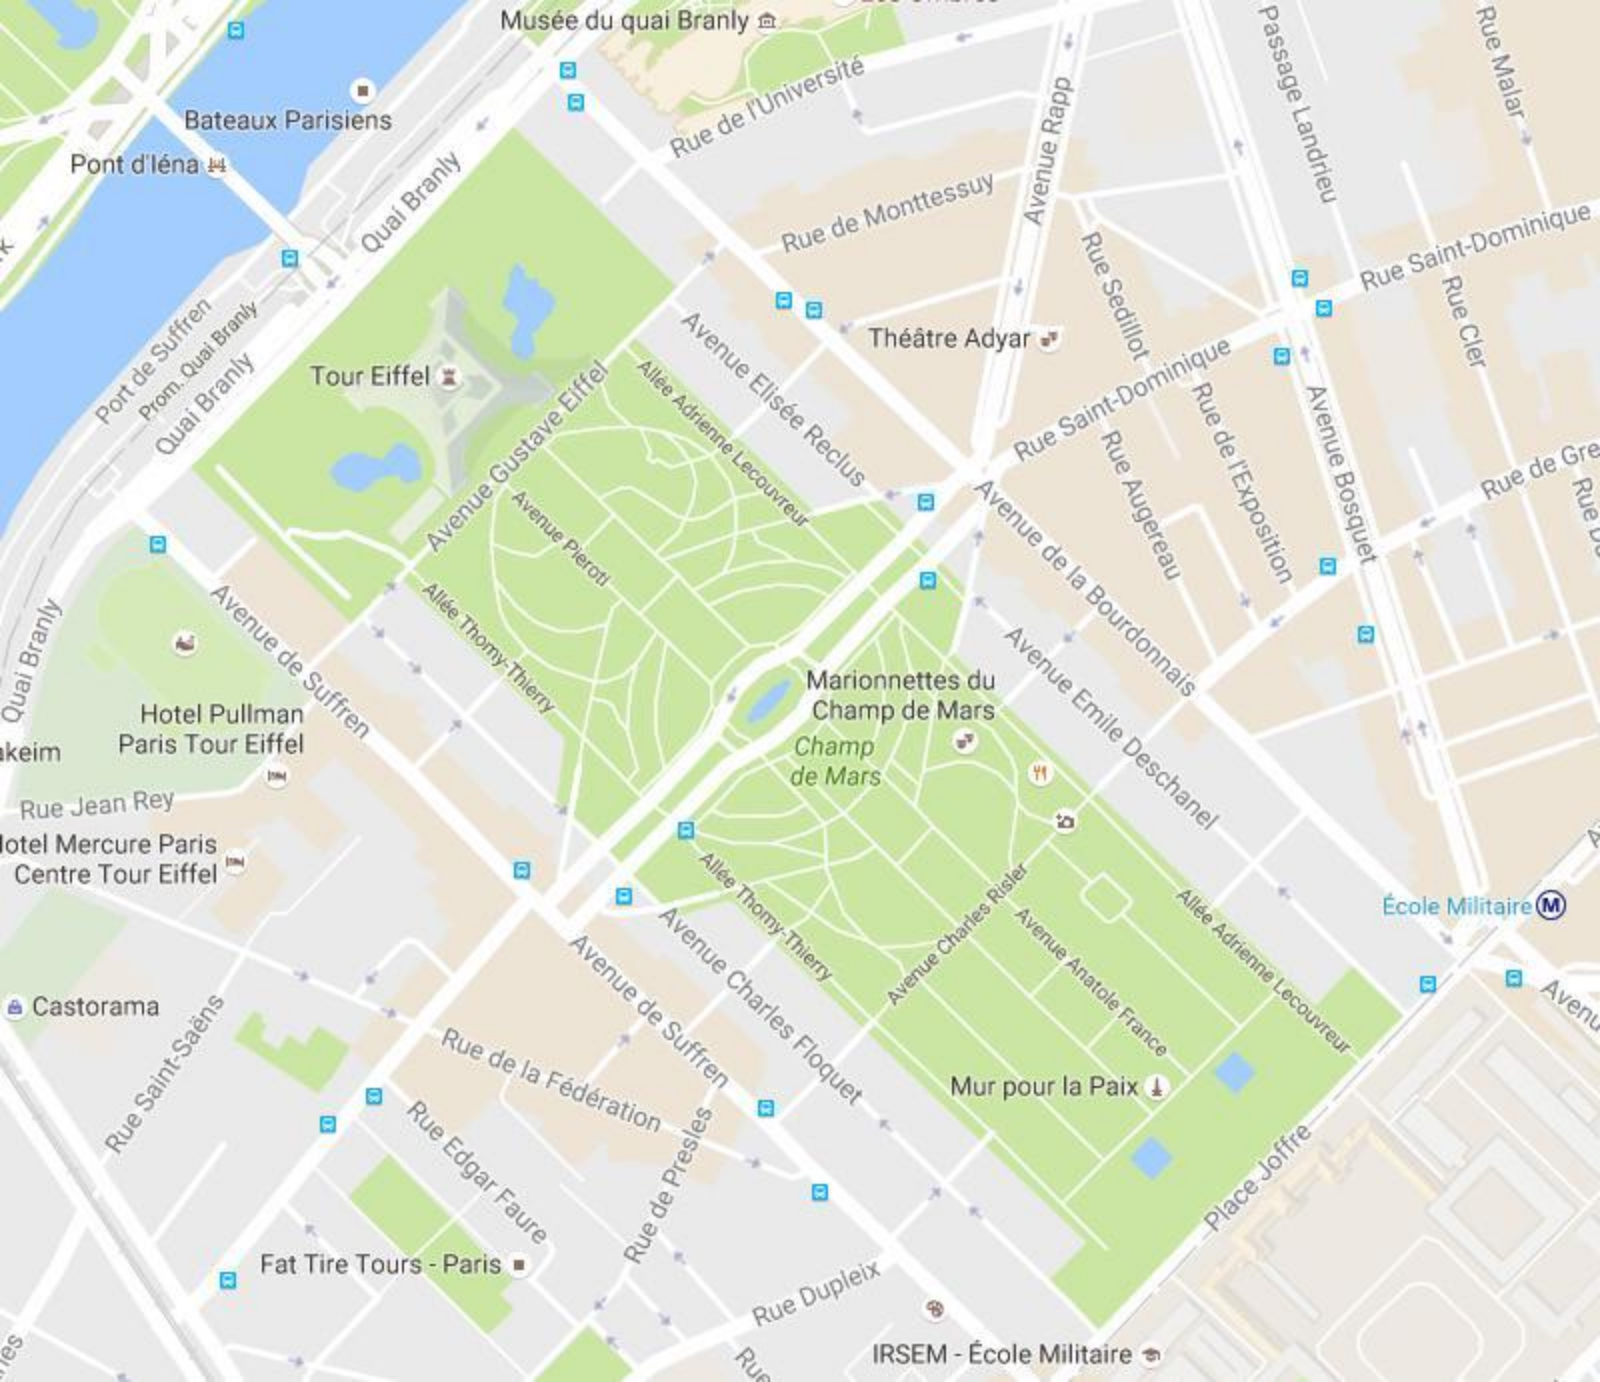 Musée du quai Branly
Passage Landrieu
Rue Malar
Bateaux Parisiens
Rue de l'Université
Avenue Rapp
Pont d'Iéna
Quai Branly
Rue de Monttessuy
Rue Saint-Dominique
Rue Sedillot
Rue Cler
Port de Suffren
Prom. Quai Branly
Quai Branly
Tour Eiffel
Avenue Elisée Reclus
Théâtre Adyar
Rue Saint-Dominique
Allée Adrienne Lecouvreur
Avenue Gustave Eiffel
Rue de l'Exposition
Avenue Bosquet
Rue Augereau
Rue de Gre
Rue Du
Avenue Pieroti
Avenue de la Bourdonnais
Allée Thomy-Thierry
Avenue de Suffren
Quai Branly
Hotel Pullman
Paris Tour Eiffel
Marionnettes du
Champ de Mars
Champ
de Mars
Avenue Emile Deschanel
akeim
Rue Jean Rey
Hotel Mercure Paris
Centre Tour Eiffel
Allée Thomy-Thierry
Avenue Charles Risler
Avenue Anatole France
Allée Adrienne Lecouvreur
École Militaire
M
Avenu
Castorama
Rue Saint-Saëns
Avenue de Suffren
Avenue Charles Floquet
Rue de la Fédération
Mur pour la Paix
Rue Edgar Faure
Rue de Presles
Place Joffre
Fat Tire Tours - Paris
Rue Dupleix
IRSEM - École Militaire
Rue